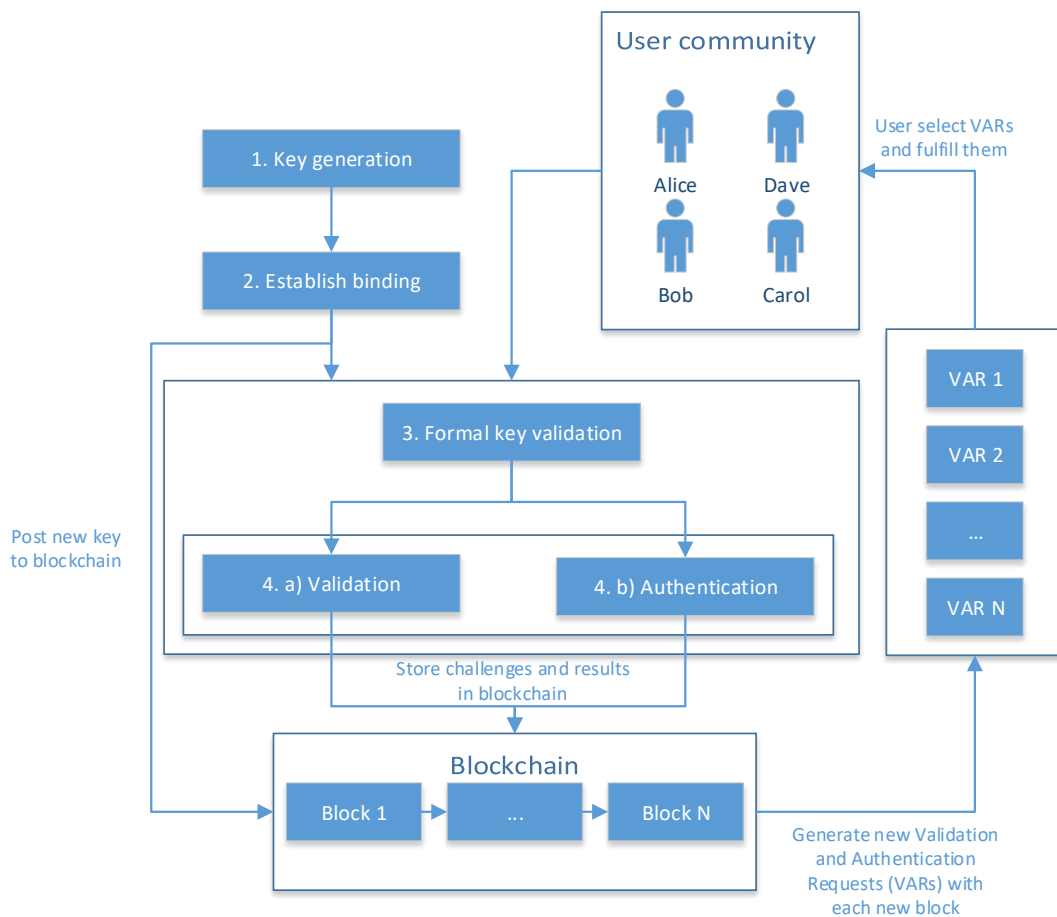 User community
Alice
Dave
Bob
Carol
User select VARs
and fulfill them
1. Key generation
2. Establish binding
3. Formal key validation
4. a) Validation
4. b) Authentication
Post new key
to blockchain
Store challenges and results
in blockchain
VAR 1
VAR 2
...
VAR N
Blockchain
Block 1
...
Block N
Generate new Validation
and Authentication
Requests (VARs) with
each new block